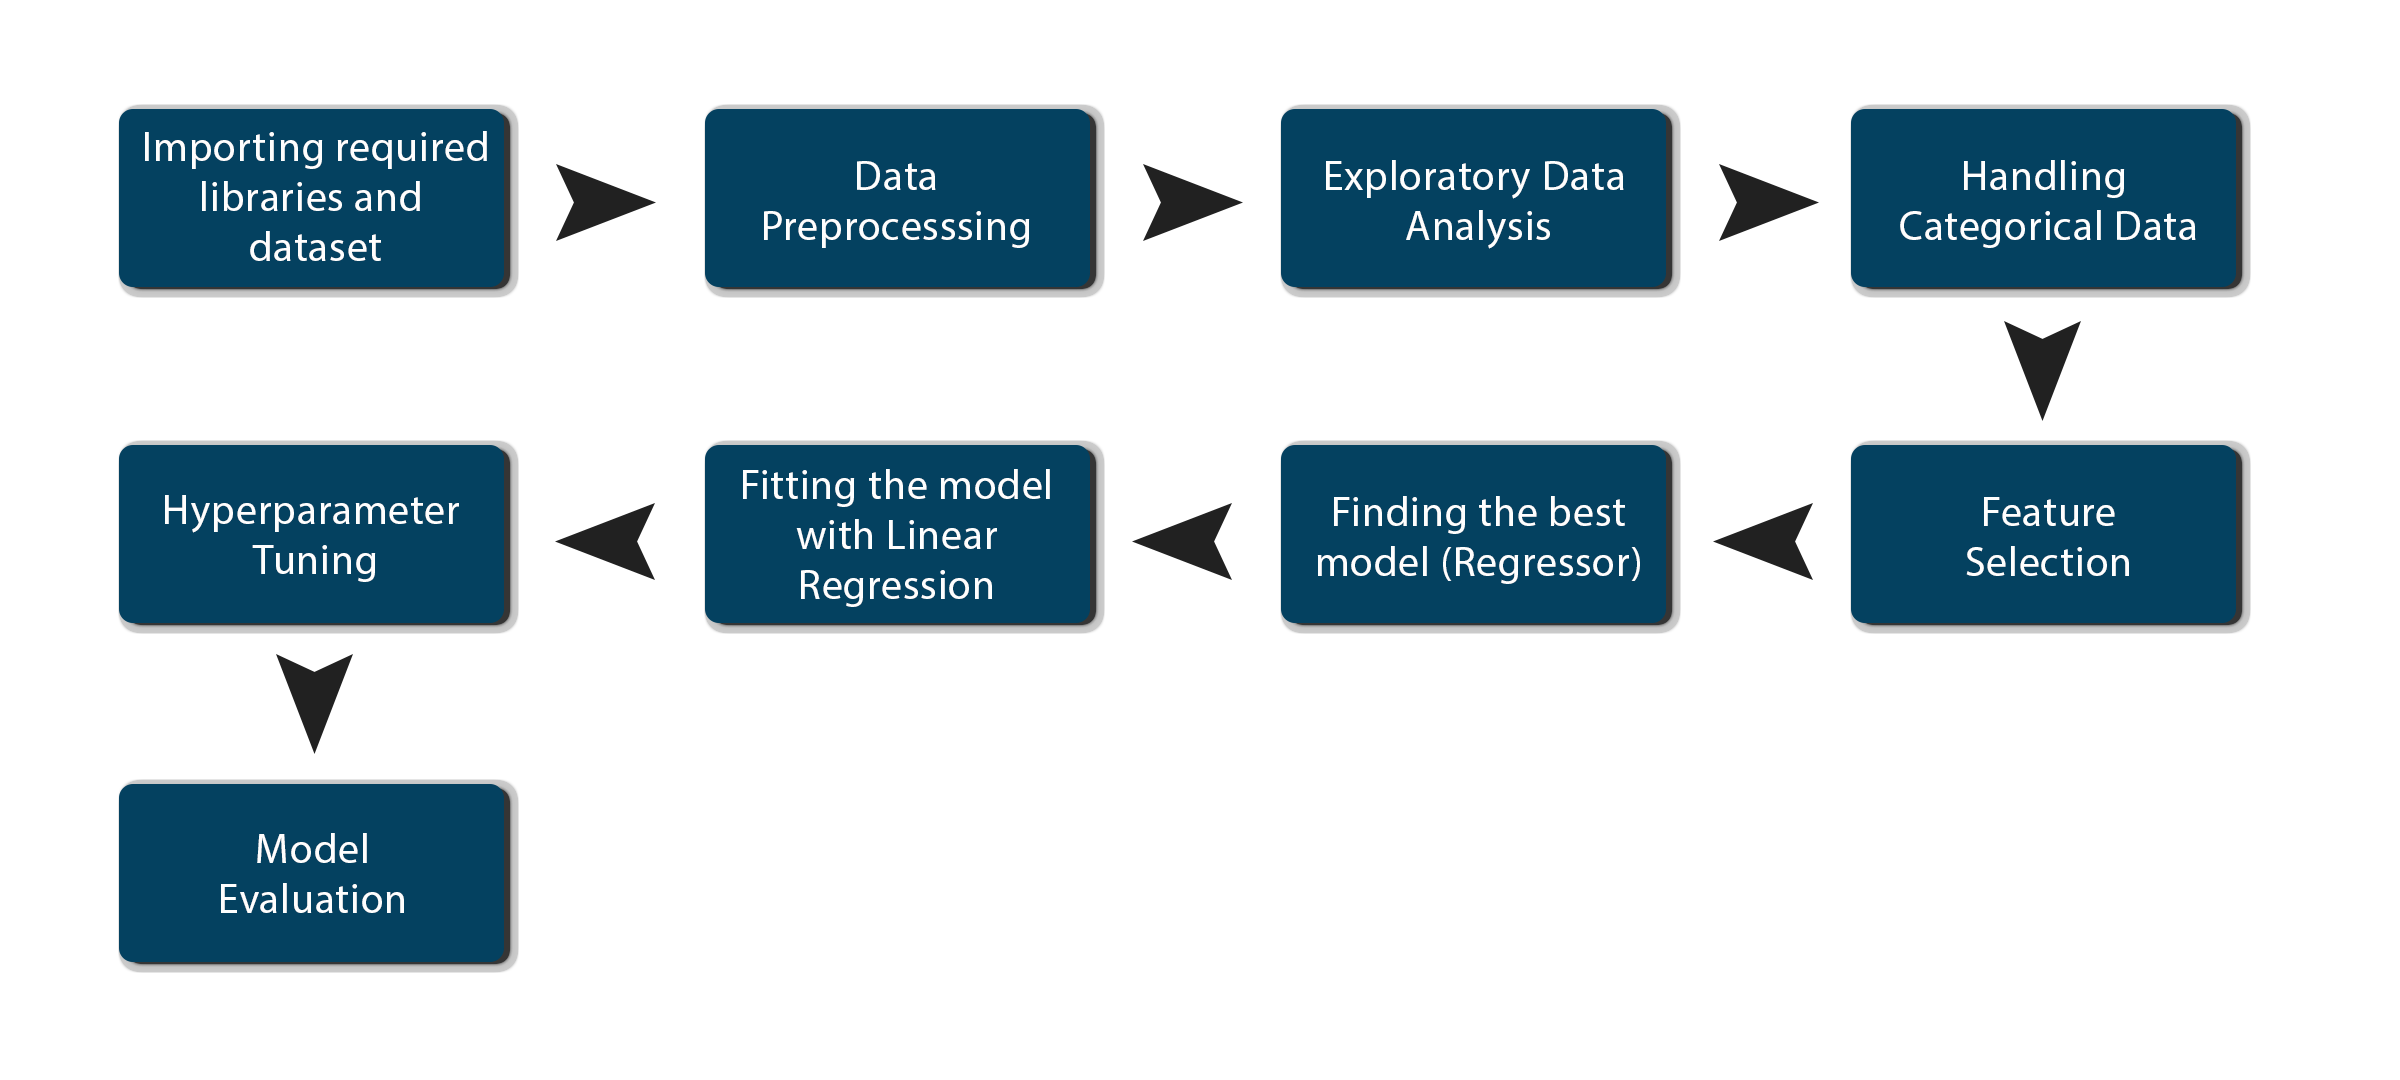 Importing required
libraries and
dataset
Data
Preprocesssing
Exploratory Data
Analysis
Handling
Categorical Data
Feature
Selection
Finding the best
model (Regressor)
Fitting the model
with Linear
Regression
Hyperparameter
Tuning
Model
Evaluation